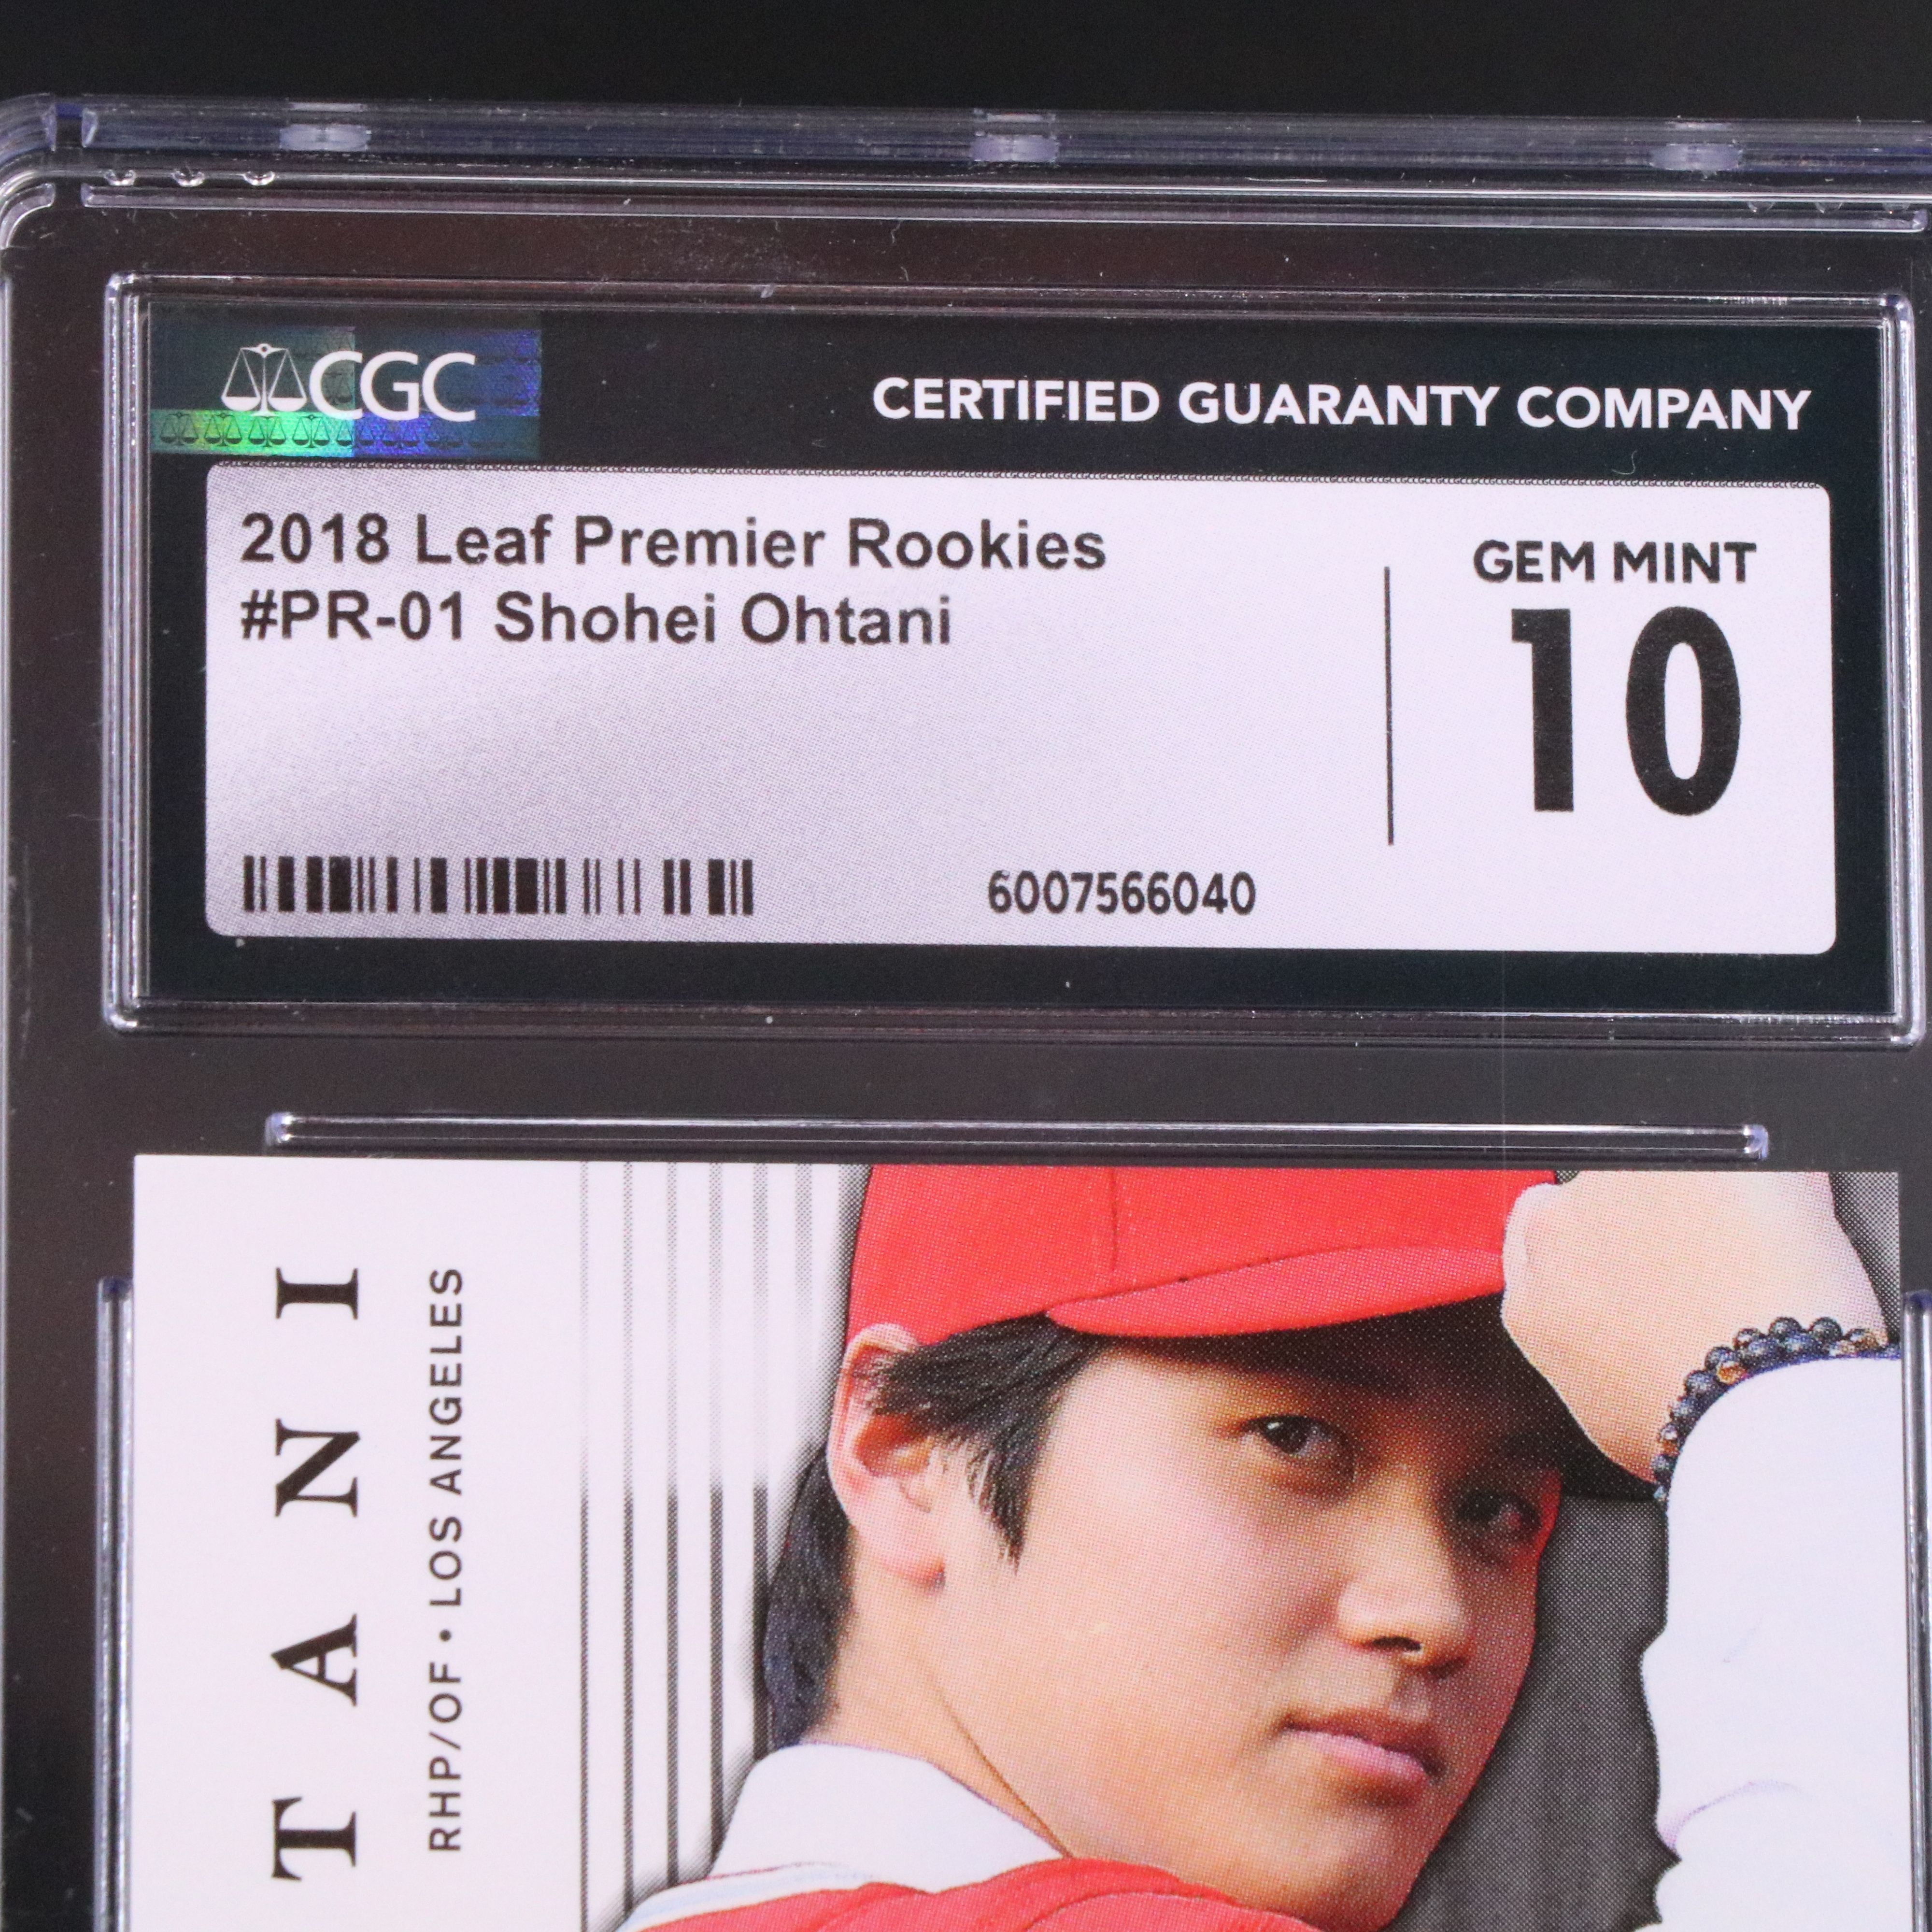 CGC
CERTIFIED GUARANTY COMPANY
2018 Leaf Premier Rookies
#PR-01 Shohei Ohtani
GEM MINT
10
6007566040
TANI
RHP/OF • LOS ANGELES